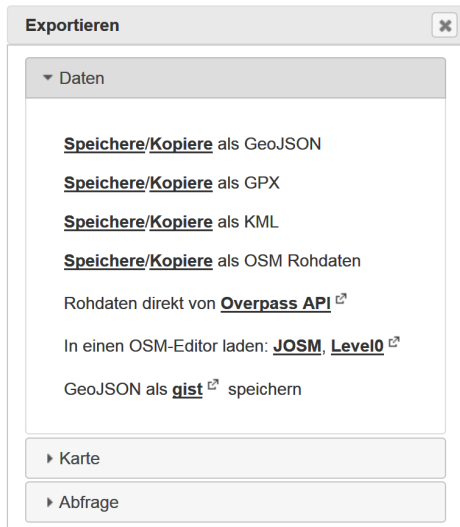 Exportieren
Daten
Speichere/Kopiere als GeoJSON
Speichere/Kopiere als GPX
Speichere/Kopiere als KML
Speichere/Kopiere als OSM Rohdaten
Rohdaten direkt von Overpass API
In einen OSM-Editor laden: JOSM, Level0
GeoJSON als gist speichern
Karte
Abfrage